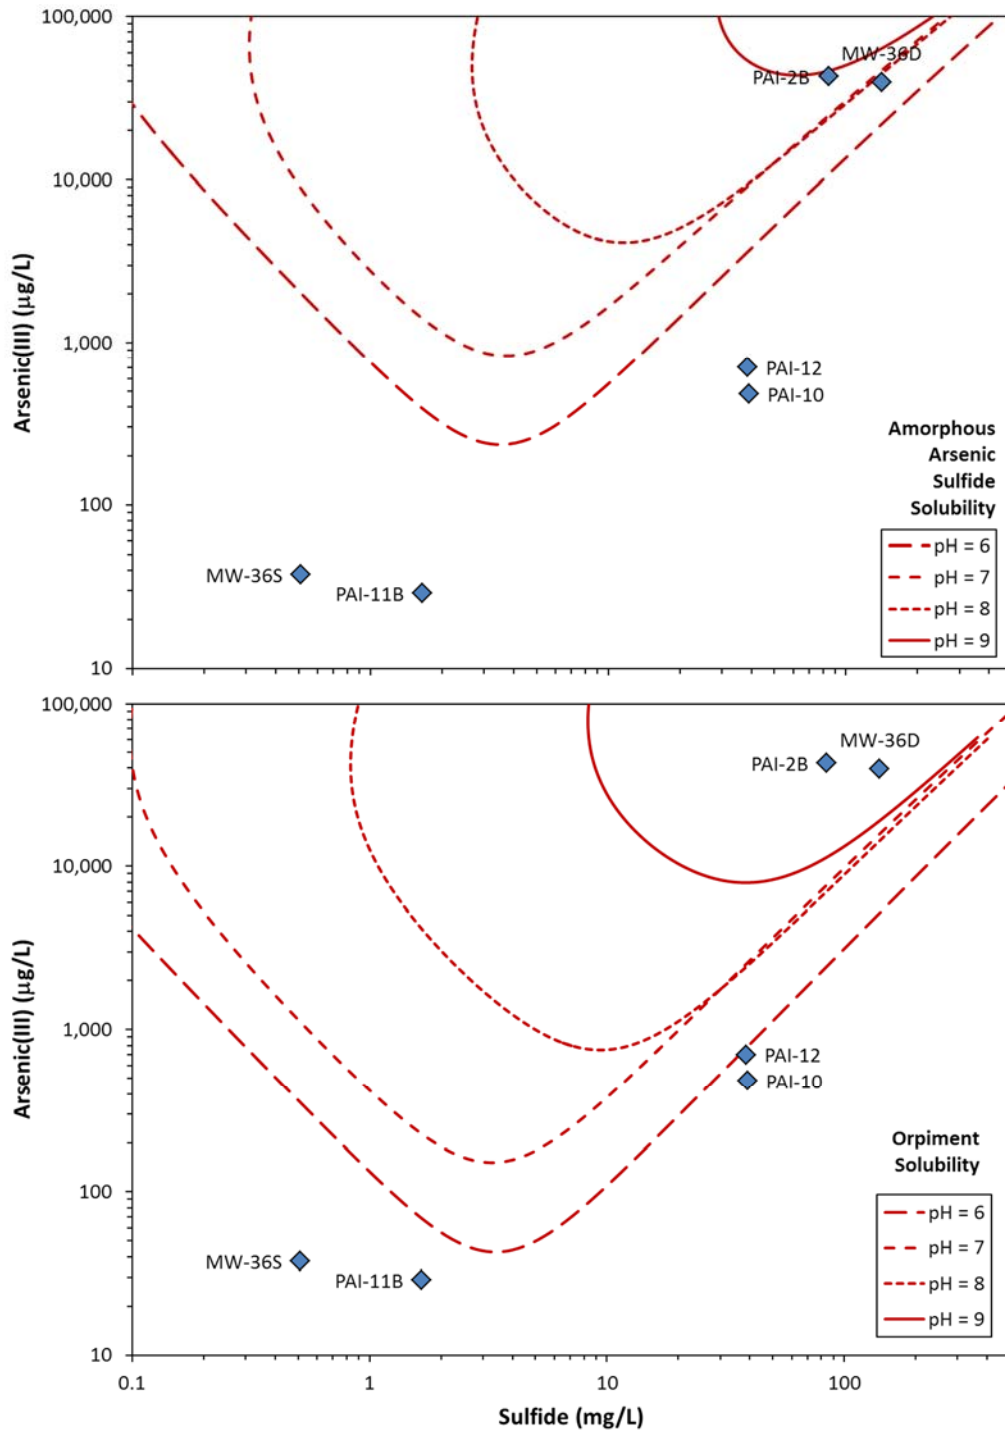 100,000
10,000
1,000
100
10
Arsenic(III) (µg/L)
MW-36D
PAI-2B
PAI-12
PAI-10
MW-36S
PAI-11B
Amorphous
Arsenic
Sulfide
Solubility
pH = 6
pH = 7
pH = 8
pH = 9
100,000
10,000
1,000
100
10
Arsenic(III) (µg/L)
MW-36D
PAI-2B
PAI-12
PAI-10
MW-36S
PAI-11B
Orpiment
Solubility
pH = 6
pH = 7
pH = 8
pH = 9
0.1
1
10
100
Sulfide (mg/L)